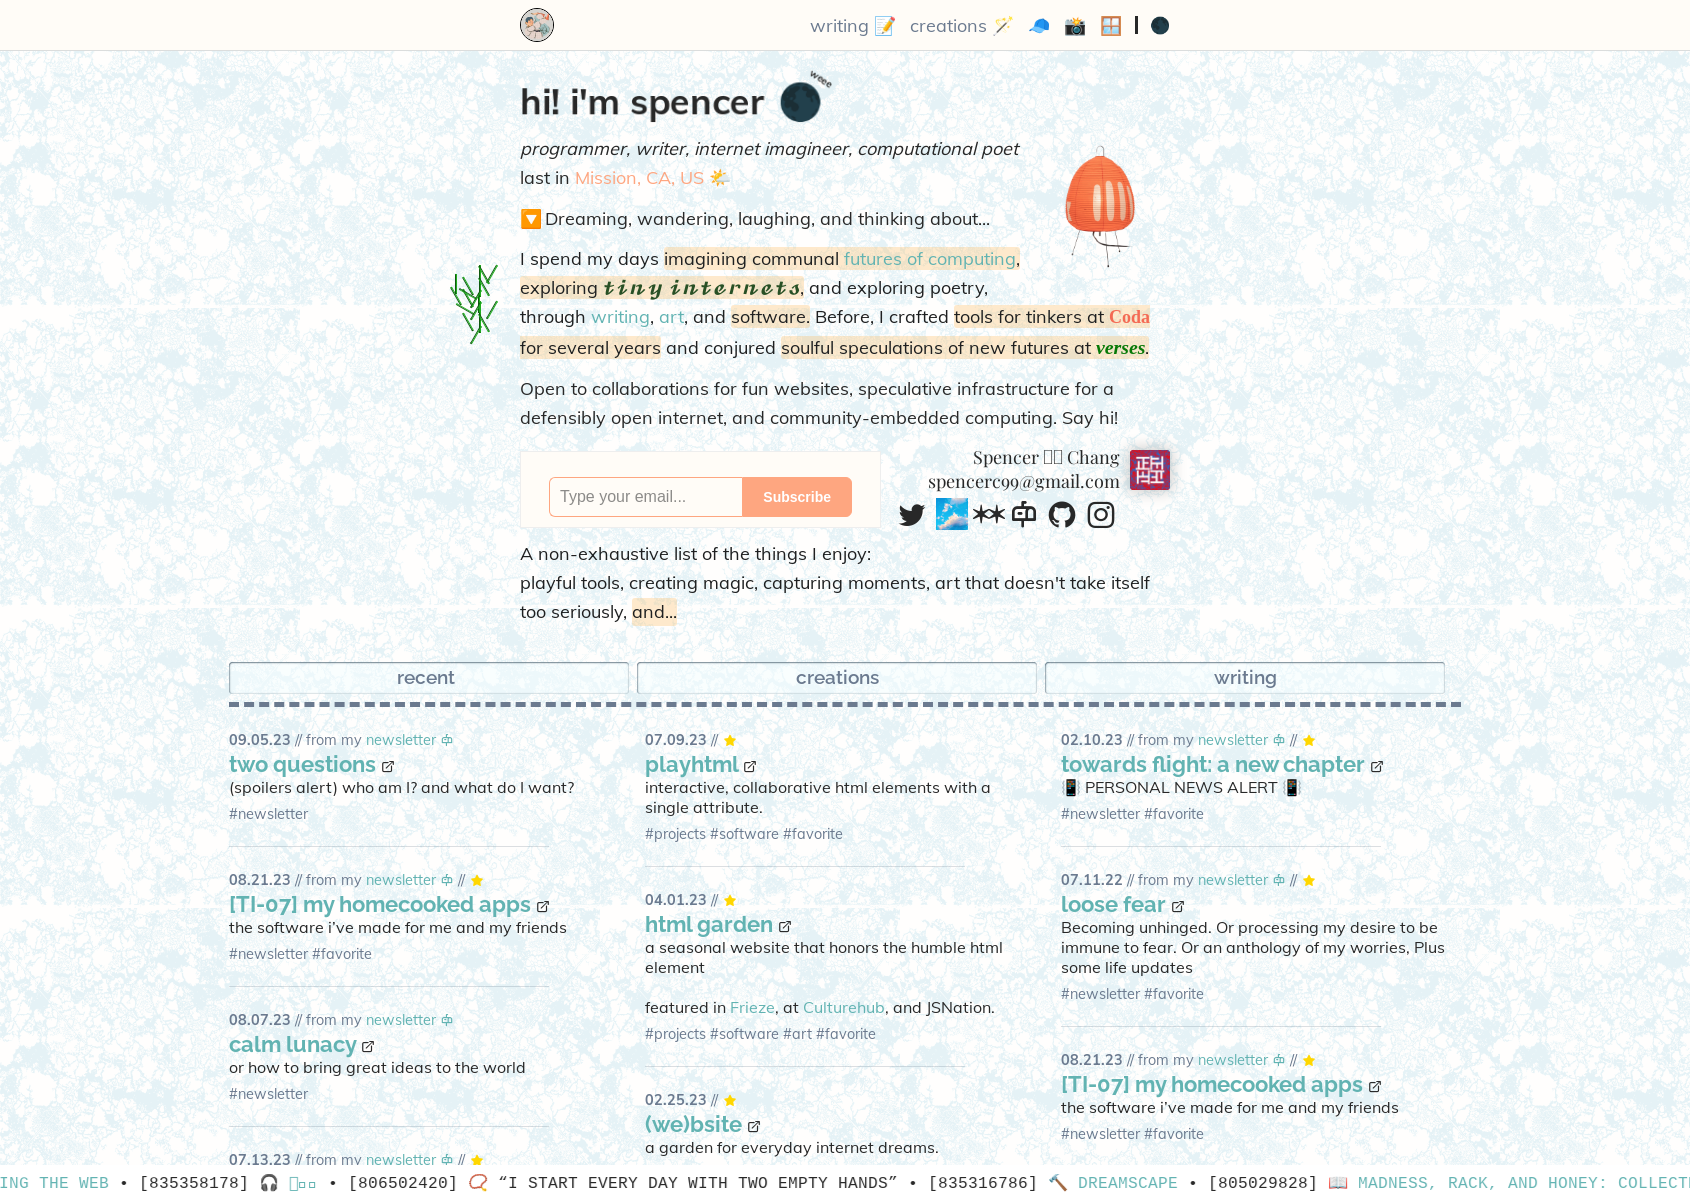 writing 📝 creations 🪄 🧢 📸 🪟 | 🌑
hi! i'm spencer 🌑 weee
programmer, writer, internet imagineer, computational poet
last in Mission, CA, US 🌤️
🔽 Dreaming, wandering, laughing, and thinking about...
I spend my days imagining communal futures of computing,
exploring tiny internets, and exploring poetry,
through writing, art, and software. Before, I crafted tools for tinkers at Coda
for several years and conjured soulful speculations of new futures at verses.
Open to collaborations for fun websites, speculative infrastructure for a
defensibly open internet, and community-embedded computing. Say hi!
Type your email... Subscribe
Spencer Chang
spencerc99@gmail.com
A non-exhaustive list of the things I enjoy:
playful tools, creating magic, capturing moments, art that doesn't take itself
too seriously, and...
recent
creations
writing
09.05.23 // from my newsletter
two questions
(spoilers alert) who am I? and what do I want?
#newsletter
08.21.23 // from my newsletter // ⭐
[TI-07] my homecooked apps
the software i’ve made for me and my friends
#newsletter #favorite
08.07.23 // from my newsletter
calm lunacy
or how to bring great ideas to the world
#newsletter
07.13.23 // from my newsletter // ⭐
07.09.23 // ⭐
playhtml
interactive, collaborative html elements with a
single attribute.
#projects #software #favorite
04.01.23 // ⭐
html garden
a seasonal website that honors the humble html
element
featured in Frieze, at Culturehub, and JSNation.
#projects #software #art #favorite
02.25.23 // ⭐
(we)bsite
a garden for everyday internet dreams.
02.10.23 // from my newsletter // ⭐
towards flight: a new chapter
📳 PERSONAL NEWS ALERT 📳
#newsletter #favorite
07.11.22 // from my newsletter // ⭐
loose fear
Becoming unhinged. Or processing my desire to be
immune to fear. Or an anthology of my worries, Plus
some life updates
#newsletter #favorite
08.21.23 // from my newsletter // ⭐
[TI-07] my homecooked apps
the software i’ve made for me and my friends
#newsletter #favorite
ING THE WEB • [835358178] 🎧 • [806502420] 📿 “I START EVERY DAY WITH TWO EMPTY HANDS” • [835316786] 🔨 DREAMSCAPE • [805029828] 📖 MADNESS, RACK, AND HONEY: COLLECT